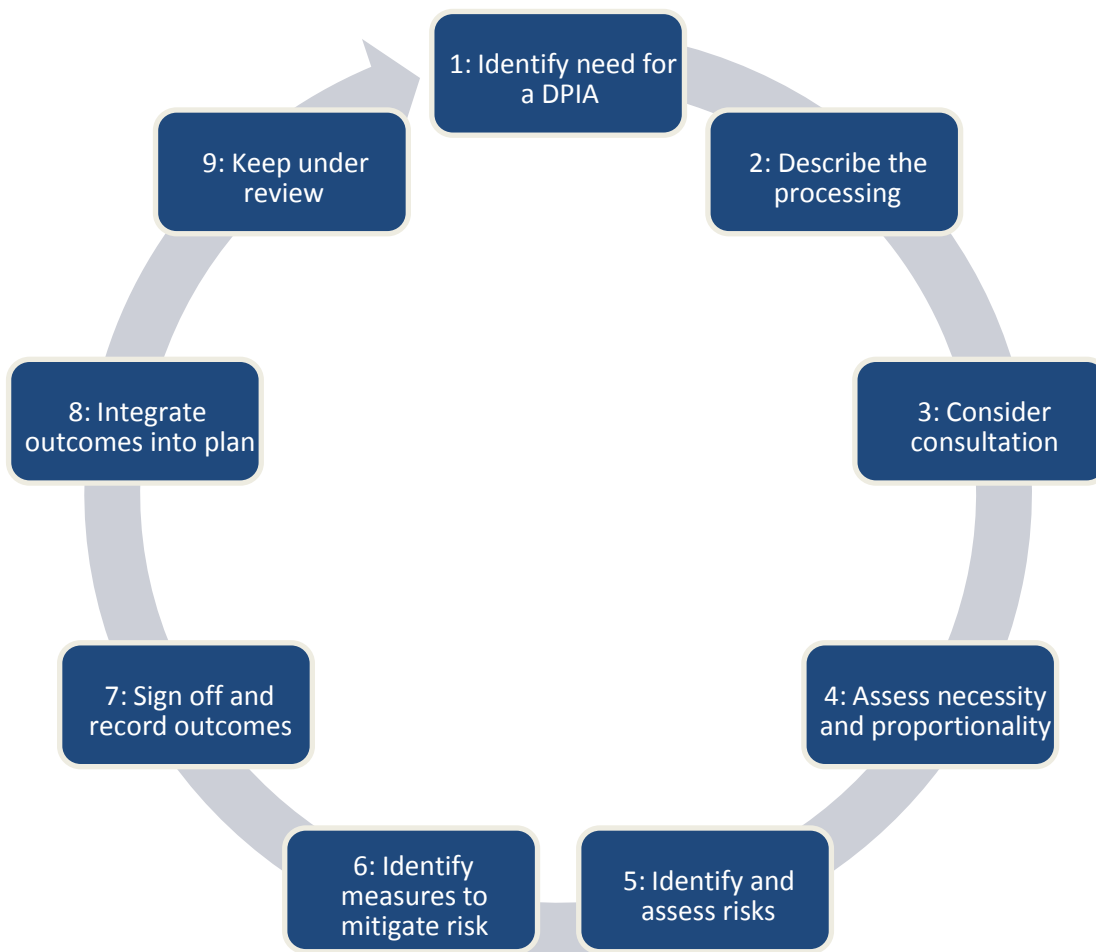 1: Identify need for
a DPIA
2: Describe the
processing
3: Consider
consultation
4: Assess necessity
and proportionality
5: Identify and
assess risks
6: Identify
measures to
mitigate risk
7: Sign off and
record outcomes
8: Integrate
outcomes into plan
9: Keep under
review